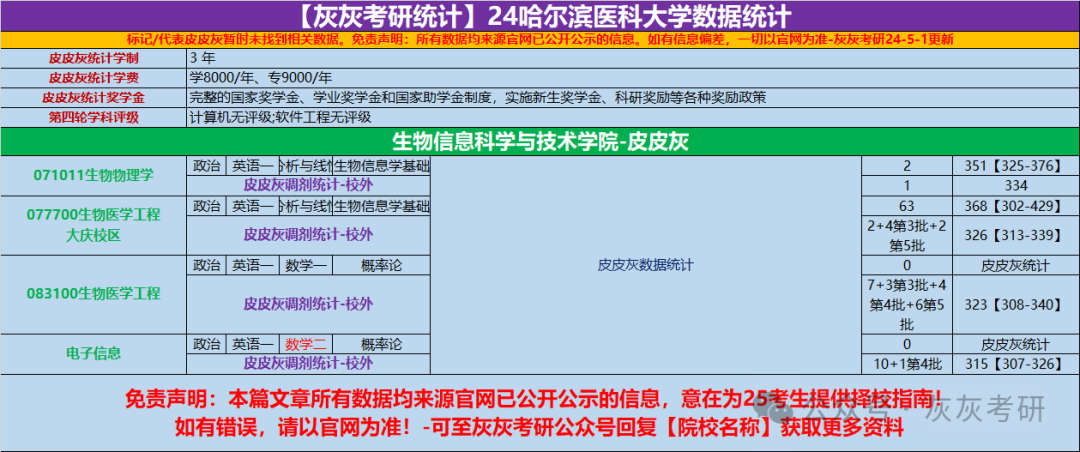 【灰灰考研统计】24哈尔滨医科大学数据统计
标记/代表皮皮灰暂时未找到相关数据。免责声明：所有数据均来源官网已公开公示的信息。如有信息偏差，一切以官网为准-灰灰考研24-5-1更新
皮皮灰统计学制 3 年
皮皮灰统计学费 学8000/年、专9000/年
皮皮灰统计奖学金 完整的国家奖学金、学业奖学金和国家助学金制度，实施新生奖学金、科研奖励等各种奖励政策
第四轮学科评级 计算机无评级;软件工程无评级
生物信息科学与技术学院-皮皮灰
071011生物物理学 政治 英语一 分析与线性 生物信息学基础 2 351【325-376】
皮皮灰调剂统计-校外 1 334
077700生物医学工程
大庆校区
政治 英语一 分析与线性 生物信息学基础 63 368【302-429】
皮皮灰调剂统计-校外 2+4第3批+2
第5批
326【313-339】
皮皮灰数据统计
083100生物医学工程 政治 英语一 数学一 概率论 0 皮皮灰统计
皮皮灰调剂统计-校外 7+3第3批+4
第4批+6第5
批
323【308-340】
电子信息 政治 英语一 数学二 概率论 0 皮皮灰统计
皮皮灰调剂统计-校外 10+1第4批 315【307-326】
免责声明：本篇文章所有数据均来源官网已公开公示的信息，意在为25考生提供择校指南！
如有错误，请以官网为准！-可至灰灰考研公众号回复【院校名称】获取更多资料
公众号·灰灰考研